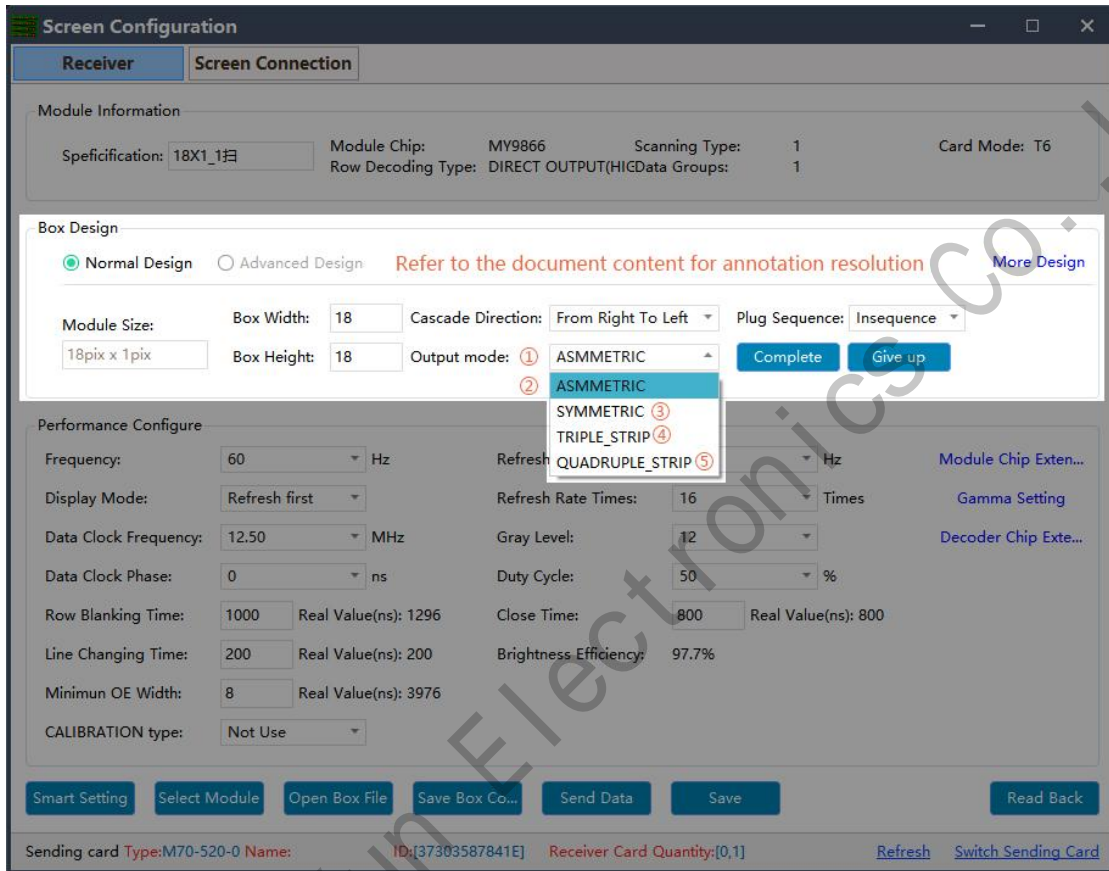 Screen Configuration
Receiver Screen Connection
Module Information
Speficification: 18X1_1扫 Module Chip: MY9866 Scanning Type: 1 Card Mode: T6
Row Decoding Type: DIRECT OUTPUT(HIG Data Groups: 1
Box Design
Normal Design Advanced Design Refer to the document content for annotation resolution More Design
Module Size: Box Width: 18 Cascade Direction: From Right To Left Plug Sequence: Insequence
18pix x 1pix Box Height: 18 Output mode: ① ASMMETRIC Complete Give up
② ASMMETRIC
SYMMETRIC ③
TRIPLE_STRIP ④
QUADRUPLE_STRIP ⑤
Performance Configure
Frequency: 60 Hz Refresh Hz Module Chip Exten...
Display Mode: Refresh first Refresh Rate Times: 16 Times Gamma Setting
Data Clock Frequency: 12.50 MHz Gray Level: 12 Decoder Chip Exte...
Data Clock Phase: 0 ns Duty Cycle: 50 %
Row Blanking Time: 1000 Real Value(ns): 1296 Close Time: 800 Real Value(ns): 800
Line Changing Time: 200 Real Value(ns): 200 Brightness Efficiency: 97.7%
Minimun OE Width: 8 Real Value(ns): 3976
CALIBRATION type: Not Use
Smart Setting Select Module Open Box File Save Box Co... Send Data Save Read Back
Sending card Type:M70-520-0 Name: ID:[37303587841E] Receiver Card Quantity:[0,1] Refresh Switch Sending Card
un Electronics Co., L